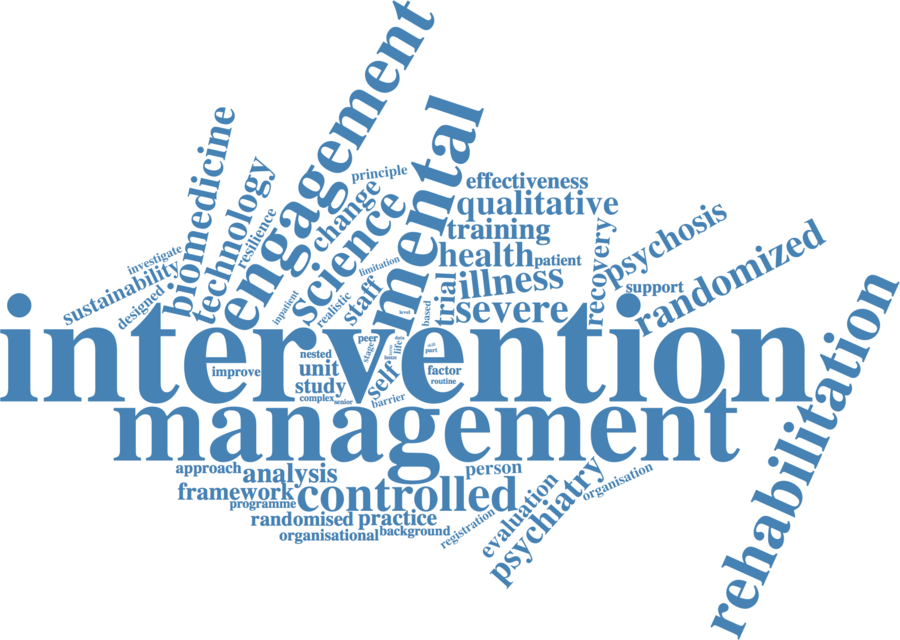 engagement
mental
biomedicine
technology
resilience
principle
change
science
effectiveness
qualitative
training
health
patient
illness
severe
trial
based
recovery
psychosis
support
randomized
investigate
sustainability
designed
limitation
staff
inpatient
realistic
level
intervention
rehabilitation
improve
nested
unit
study
complex
senior
peer
stage
data
life
self
barrier
skill
part
factor
routine
management
approach
analysis
framework
programme
controlled
person
randomised
practice
organisational
background
registration
evaluation
psychiatry
organisation